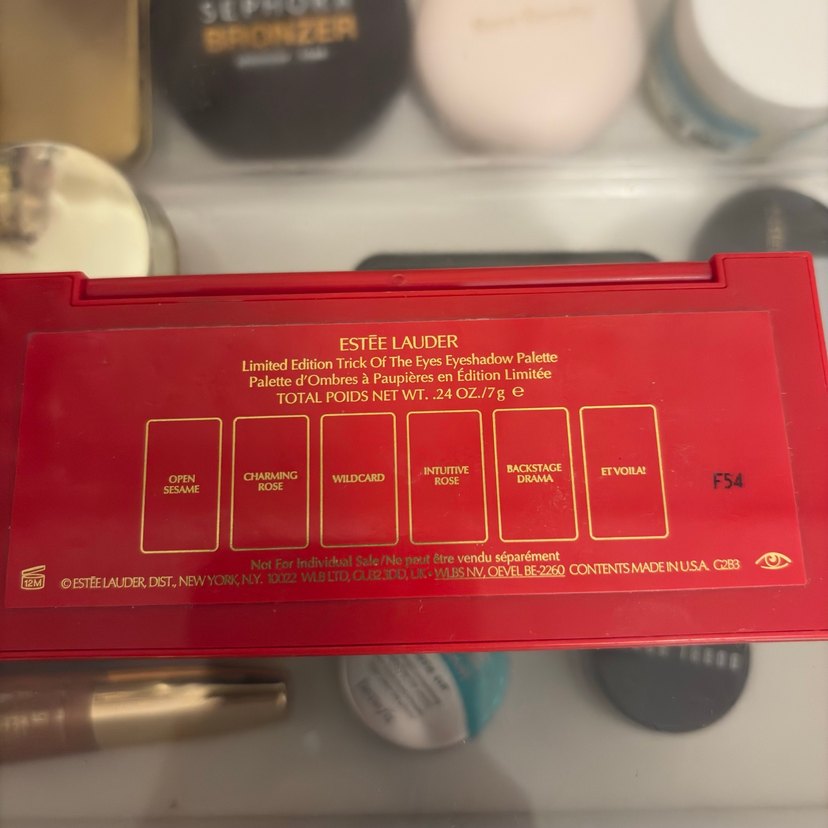 SEPHORA
BRONZER
ESTĒE LAUDER
Limited Edition Trick Of The Eyes Eyeshadow Palette
Palette d'Ombres à Paupières en Édition Limitée
TOTAL POIDS NET WT. .24 OZ./7g ℮
OPEN SESAME
CHARMING ROSE
WILDCARD
INTUITIVE ROSE
BACKSTAGE DRAMA
ET VOILA!
F54
Not For Individual Sale/Ne peut être vendu séparément
12M
© ESTĒE LAUDER, DIST., NEW YORK, N.Y. 10022 WLB LTD, GU32 3DD, UK • WLBS NV, OEVEL BE-2260 CONTENTS MADE IN U.S.A. G2B3